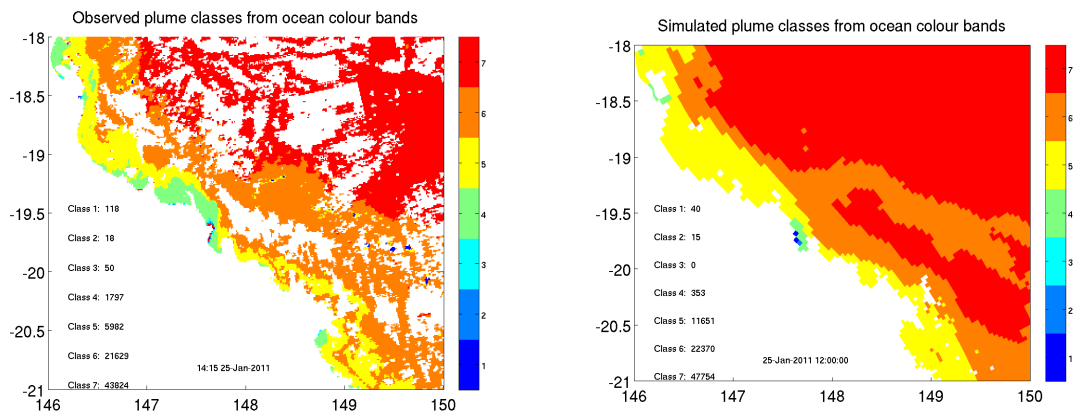 Observed plume classes from ocean colour bands
-18
-18.5
-19
-19.5
-20
-20.5
-21
146
147
148
149
150
Class 1: 118
Class 2: 18
Class 3: 50
Class 4: 1797
Class 5: 5982
Class 6: 21629
Class 7: 43824
14:15 25-Jan-2011
7
6
5
4
3
2
1
Simulated plume classes from ocean colour bands
-18
-18.5
-19
-19.5
-20
-20.5
-21
146
147
148
149
150
Class 1: 40
Class 2: 15
Class 3: 0
Class 4: 353
Class 5: 11651
Class 6: 22370
Class 7: 47754
25-Jan-2011 12:00:00
7
6
5
4
3
2
1